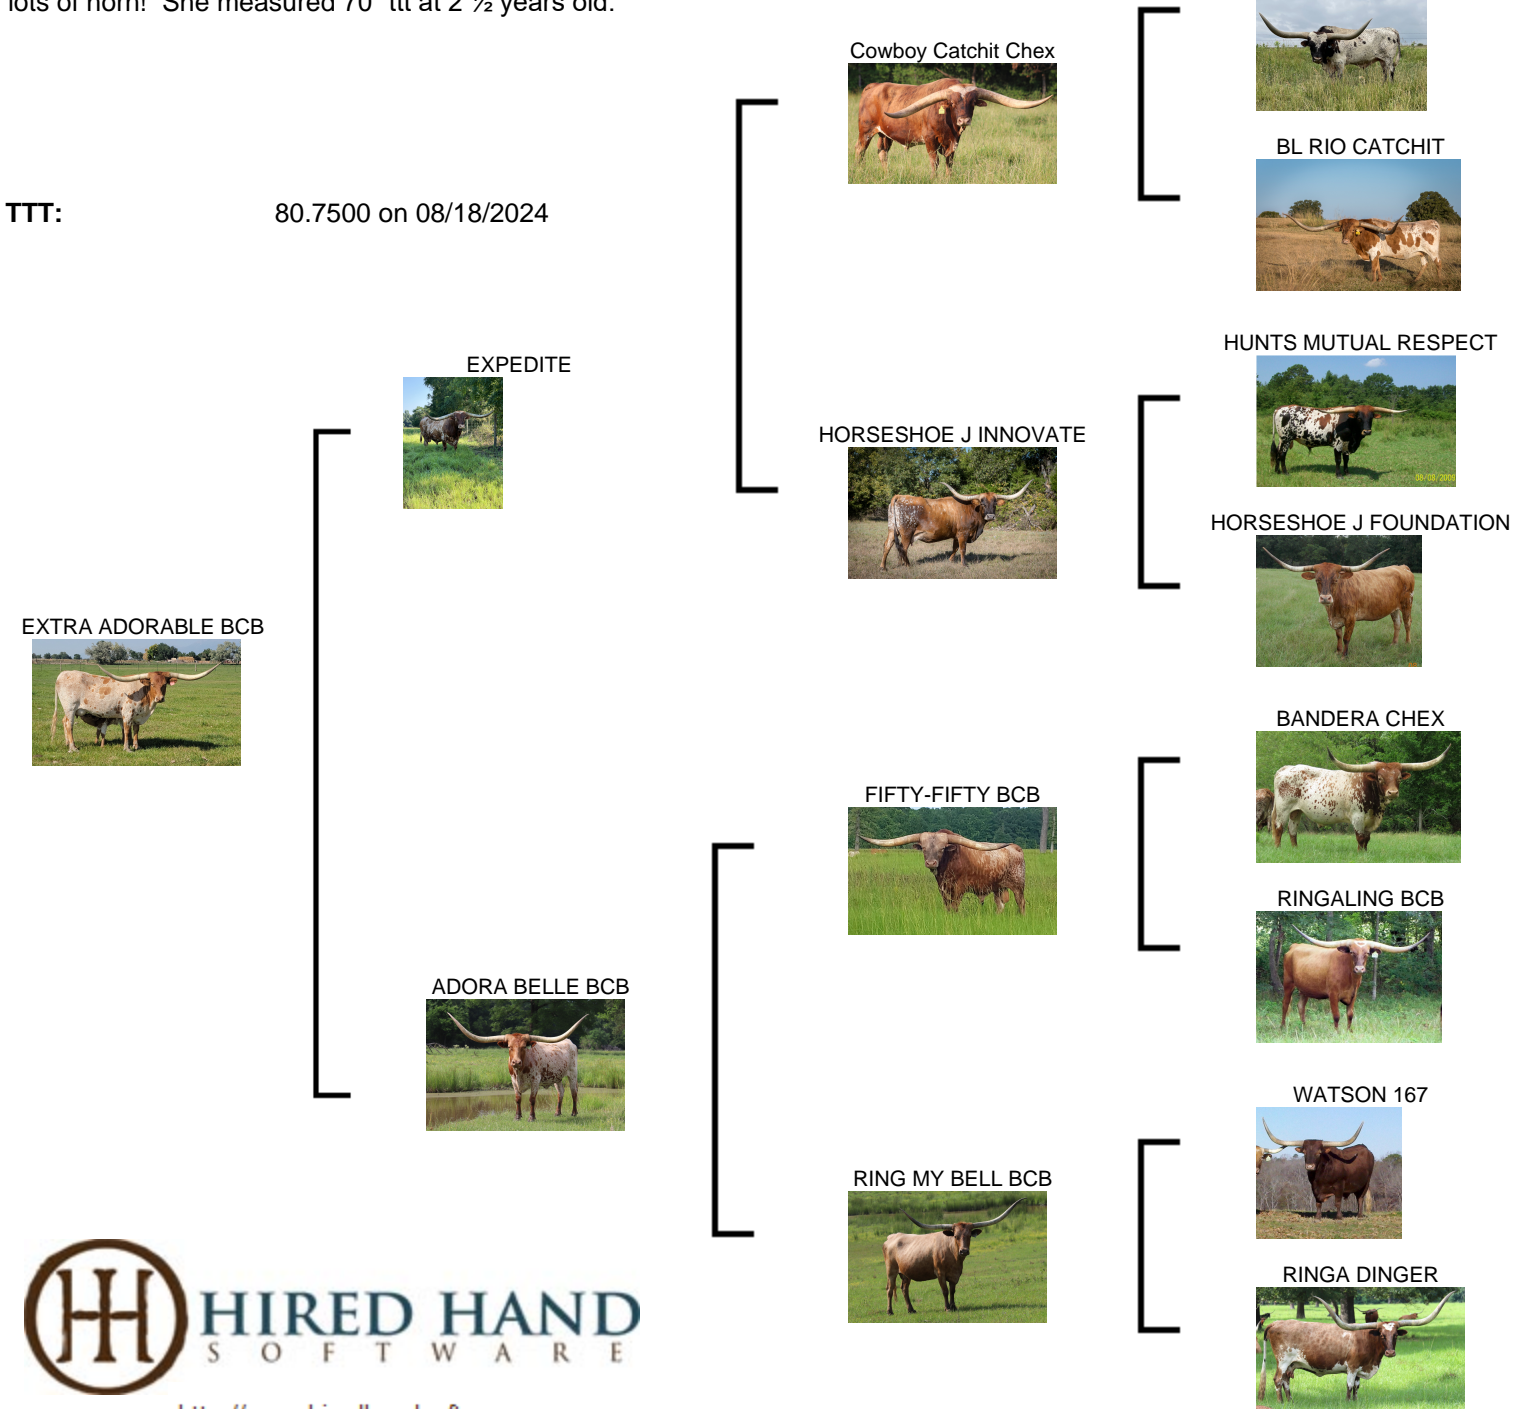 lots of horn! She measured 70" ttt at 2 ½ years old.
Cowboy Catchit Chex
BL RIO CATCHIT
TTT: 80.7500 on 08/18/2024
HUNTS MUTUAL RESPECT
EXPEDITE
HORSESHOE J INNOVATE
08/08/2009
HORSESHOE J FOUNDATION
EXTRA ADORABLE BCB
BANDERA CHEX
FIFTY-FIFTY BCB
RINGALING BCB
ADORA BELLE BCB
WATSON 167
RING MY BELL BCB
RINGA DINGER
HIRED HAND
SOFTWARE